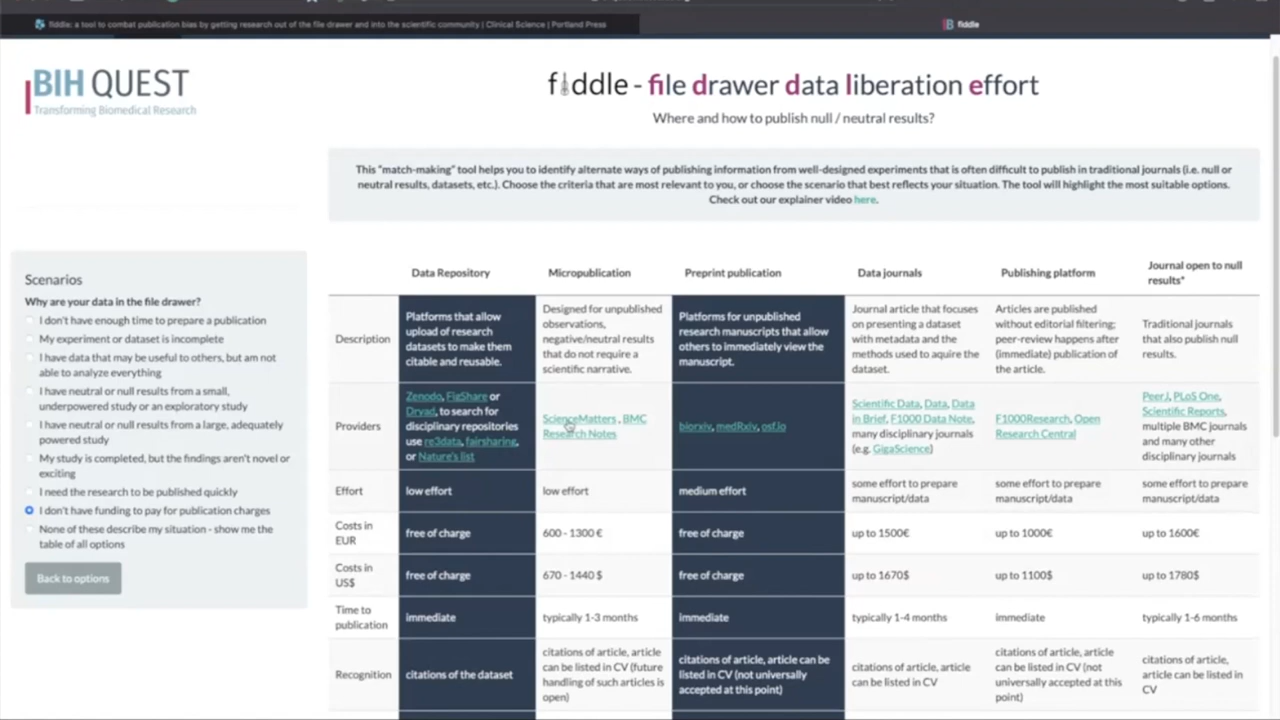 fiddle: a tool to combat publication bias by getting research out of the file drawer and into the scientific community | Clinical Science | Portland Press
fiddle
BIH QUEST
Transforming Biomedical Research
fiddle - file drawer data liberation effort
Where and how to publish null / neutral results?
This "match-making" tool helps you to identify alternate ways of publishing information from well-designed experiments that is often difficult to publish in traditional journals (i.e. null or
neutral results, datasets, etc.). Choose the criteria that are most relevant to you, or choose the scenario that best reflects your situation. The tool will highlight the most suitable options.
Check out our explainer video here.
Scenarios
Why are your data in the file drawer?
I don't have enough time to prepare a publication
My experiment or dataset is incomplete
I have data that may be useful to others, but am not
able to analyze everything
I have neutral or null results from a small,
underpowered study or an exploratory study
I have neutral or null results from a large, adequately
powered study
My study is completed, but the findings aren't novel or
exciting
I need the research to be published quickly
I don't have funding to pay for publication charges
None of these describe my situation - show me the
table of all options
Back to options
Data Repository
Micropublication
Preprint publication
Data journals
Publishing platform
Journal open to null
results*
Description
Platforms that allow
upload of research
datasets to make them
citable and reusable.
Designed for unpublished
observations,
negative/neutral results
that do not require a
scientific narrative.
Platforms for unpublished
research manuscripts that allow
others to immediately view the
manuscript.
Journal article that focuses
on presenting a dataset
with metadata and the
methods used to aquire the
dataset.
Articles are published
without editorial filtering;
peer-review happens after
(immediate) publication of
the article.
Traditional journals
that also publish null
results.
Providers
Zenodo, FigShare or
Dryad, to search for
disciplinary repositories
use re3data, fairsharing,
or Nature's list
ScienceMatters , BMC
Research Notes
biorxiv, medRxiv, osf.io
Scientific Data, Data, Data
in Brief, F1000 Data Note,
many disciplinary journals
(e.g. GigaScience)
F1000Research, Open
Research Central
PeerJ, PLoS One,
Scientific Reports,
multiple BMC journals
and many other
disciplinary journals
Effort
low effort
low effort
medium effort
some effort to prepare
manuscript/data
some effort to prepare
manuscript/data
some effort to prepare
manuscript/data
Costs in
EUR
free of charge
600 - 1300 €
free of charge
up to 1500€
up to 1000€
up to 1600€
Costs in
US$
free of charge
670 - 1440 $
free of charge
up to 1670$
up to 1100$
up to 1780$
Time to
publication
immediate
typically 1-3 months
immediate
typically 1-4 months
immediate
typically 1-6 months
Recognition
citations of the dataset
citations of article, article
can be listed in CV (future
handling of such articles is
open)
citations of article, article can be
listed in CV (not universally
accepted at this point)
citations of article, article
can be listed in CV
citations of article, article
can be listed in CV (not
universally accepted at this
point)
citations of article,
article can be listed in
CV